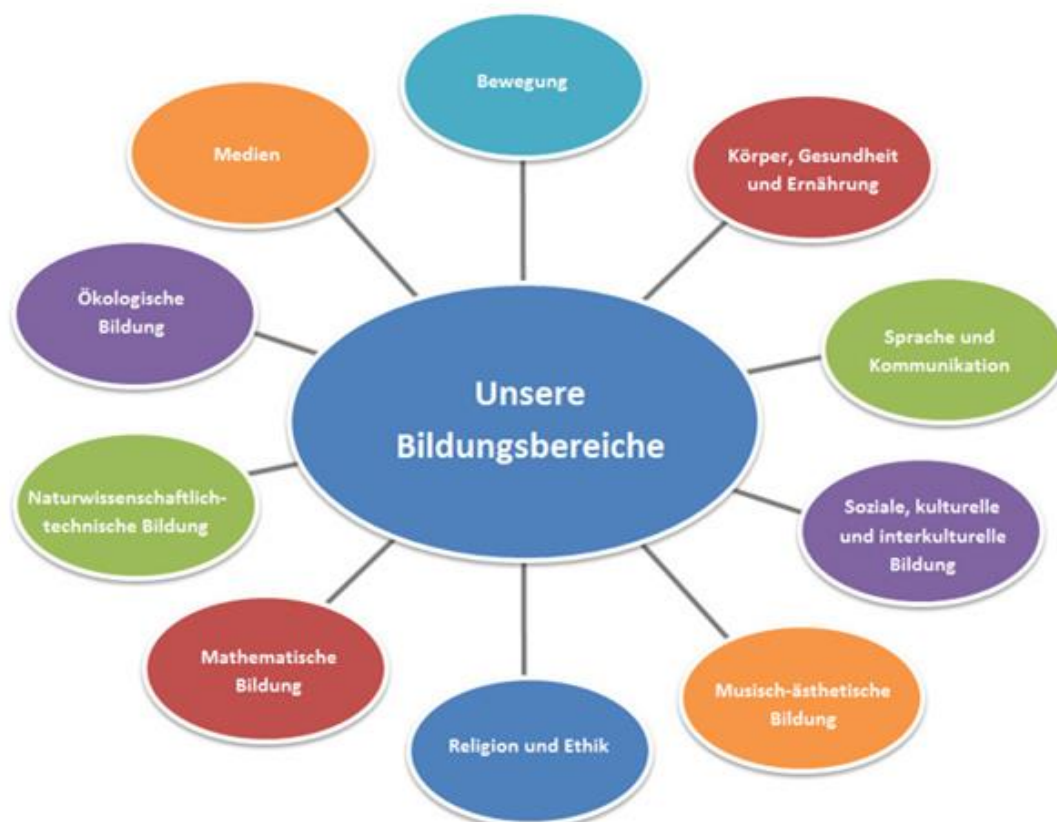 Bewegung
Körper, Gesundheit
und Ernährung
Sprache und
Kommunikation
Soziale, kulturelle
und interkulturelle
Bildung
Musisch-ästhetische
Bildung
Religion und Ethik
Mathematische
Bildung
Naturwissenschaftlich-
technische Bildung
Ökologische
Bildung
Medien
Unsere
Bildungsbereiche